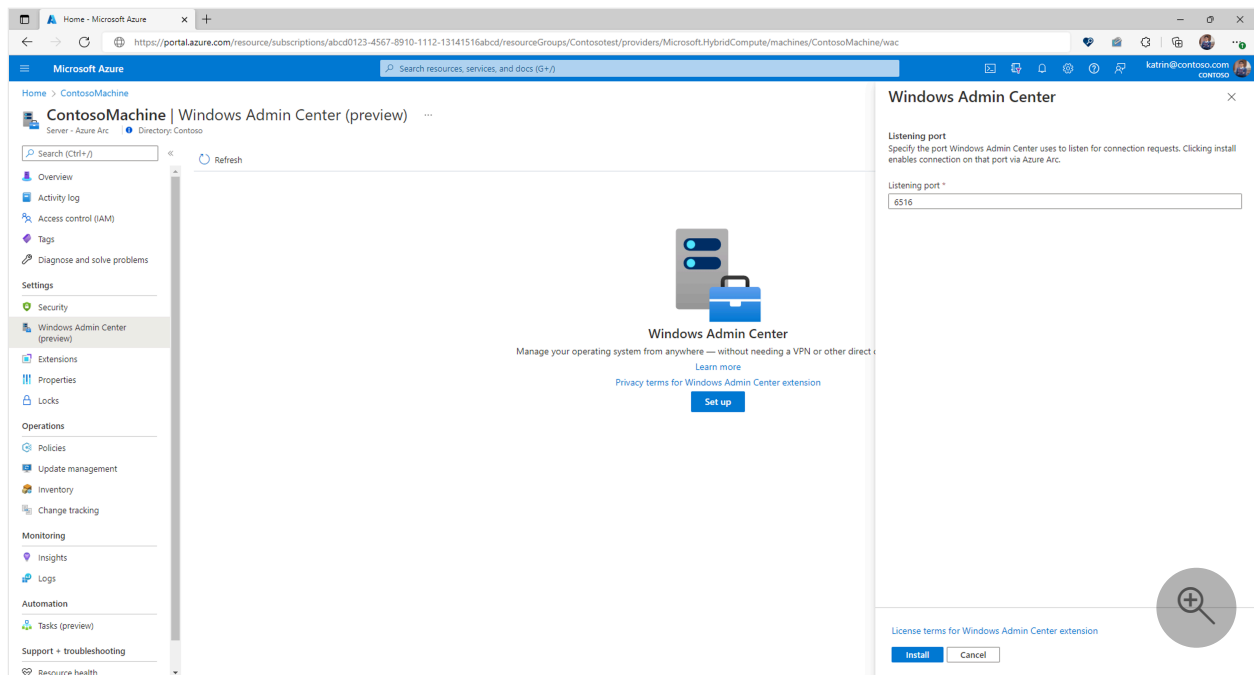 Home - Microsoft Azure
https://portal.azure.com/resource/subscriptions/abcd0123-4567-8910-1112-13141516abcd/resourceGroups/Contosotest/providers/Microsoft.HybridCompute/machines/ContosoMachine/wac
Microsoft Azure
Search resources, services, and docs (G+/)
katrin@contoso.com
CONTOSO
Home > ContosoMachine
ContosoMachine | Windows Admin Center (preview) ...
Server - Azure Arc
Directory: Contoso
Search (Ctrl+/)
Overview
Activity log
Access control (IAM)
Tags
Diagnose and solve problems
Settings
Security
Windows Admin Center
(preview)
Extensions
Properties
Locks
Operations
Policies
Update management
Inventory
Change tracking
Monitoring
Insights
Logs
Automation
Tasks (preview)
Support + troubleshooting
Resource health
Refresh
Windows Admin Center
Manage your operating system from anywhere — without needing a VPN or other direct
Learn more
Privacy terms for Windows Admin Center extension
Set up
Windows Admin Center
Listening port
Specify the port Windows Admin Center uses to listen for connection requests. Clicking install
enables connection on that port via Azure Arc.
Listening port *
6516
License terms for Windows Admin Center extension
Install
Cancel